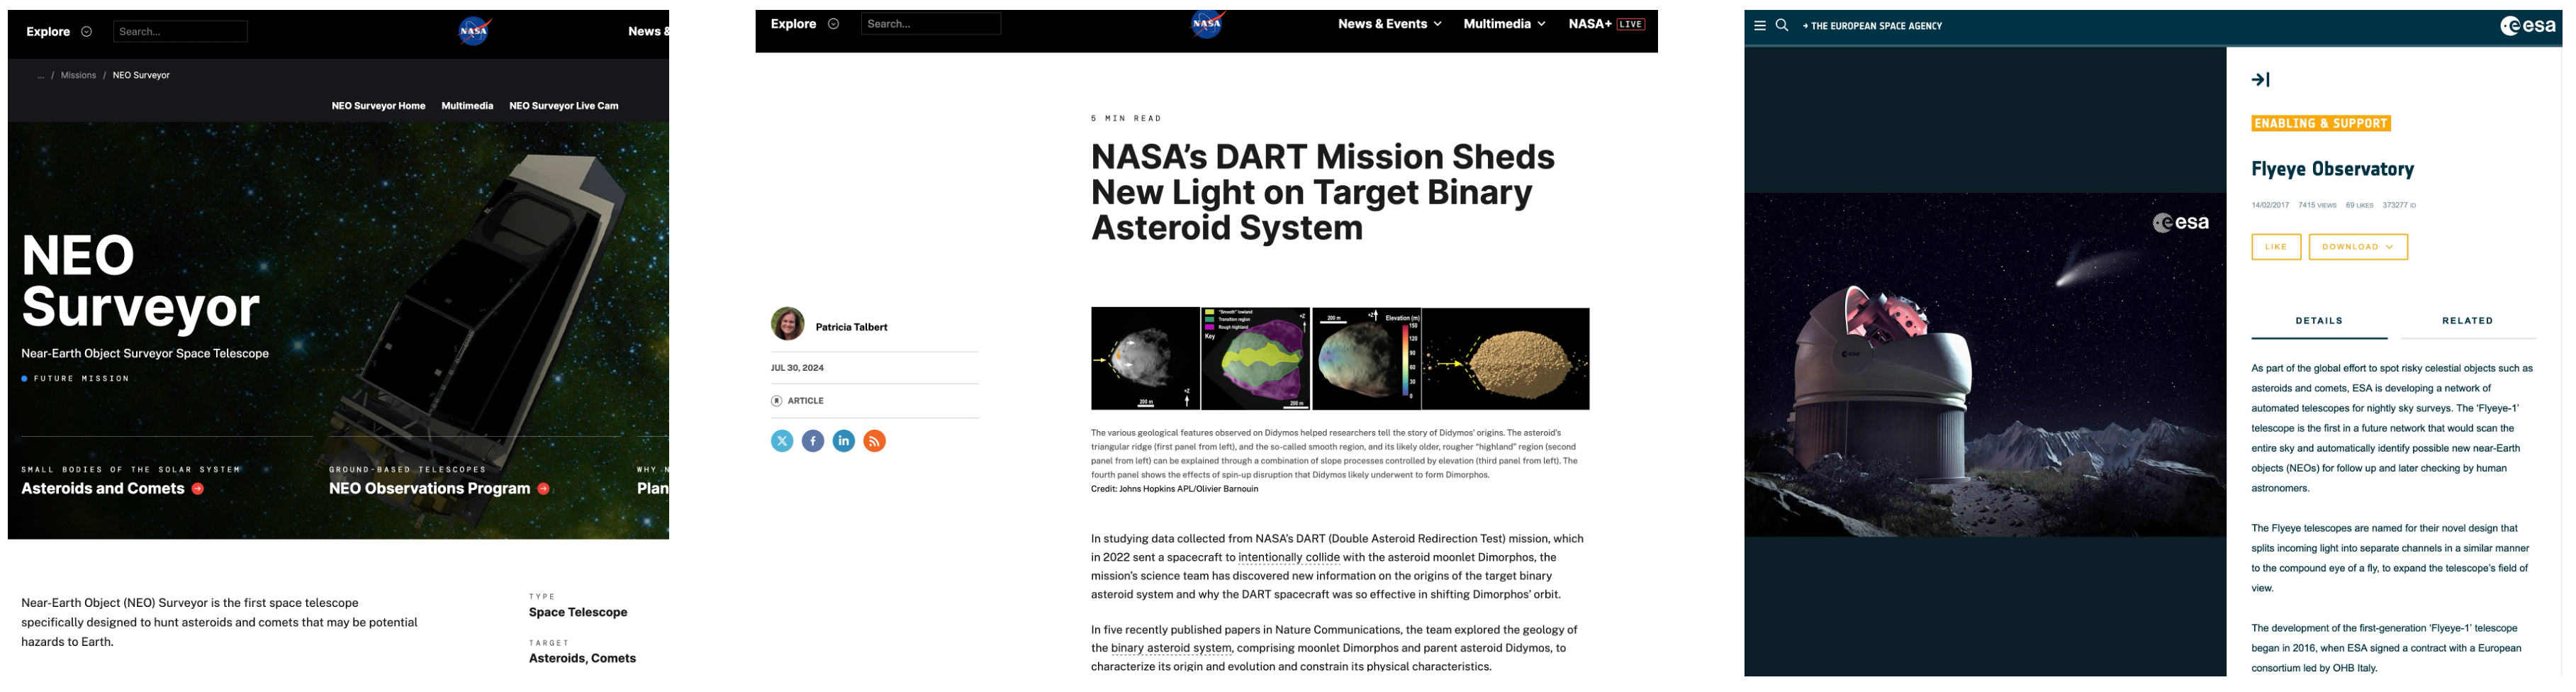 Explore
Search...
NASA
News &
... / Missions / NEO Surveyor
NEO Surveyor Home Multimedia NEO Surveyor Live Cam
NEO
Surveyor
Near-Earth Object Surveyor Space Telescope
FUTURE MISSION
SMALL BODIES OF THE SOLAR SYSTEM
Asteroids and Comets
GROUND-BASED TELESCOPES
NEO Observations Program
WHY N
Plan
Near-Earth Object (NEO) Surveyor is the first space telescope
specifically designed to hunt asteroids and comets that may be potential
hazards to Earth.
TYPE
Space Telescope
TARGET
Asteroids, Comets
Explore
Search...
NASA
News & Events Multimedia NASA+ LIVE
5 MIN READ
NASA's DART Mission Sheds
New Light on Target Binary
Asteroid System
Patricia Talbert
JUL 30, 2024
ARTICLE
200 m
+Z
"Smooth" lowland
Transition region
Rough highland
Key
+Z
200 m
200 m
+Z
Elevation (m)
150
120
90
60
30
0
+Z
200 m
The various geological features observed on Didymos helped researchers tell the story of Didymos' origins. The asteroid's
triangular ridge (first panel from left), and the so-called smooth region, and its likely older, rougher "highland" region (second
panel from left) can be explained through a combination of slope processes controlled by elevation (third panel from left). The
fourth panel shows the effects of spin-up disruption that Didymos likely underwent to form Dimorphos.
Credit: Johns Hopkins APL/Olivier Barnouin
In studying data collected from NASA's DART (Double Asteroid Redirection Test) mission, which
in 2022 sent a spacecraft to intentionally collide with the asteroid moonlet Dimorphos, the
mission's science team has discovered new information on the origins of the target binary
asteroid system and why the DART spacecraft was so effective in shifting Dimorphos' orbit.
In five recently published papers in Nature Communications, the team explored the geology of
the binary asteroid system, comprising moonlet Dimorphos and parent asteroid Didymos, to
characterize its origin and evolution and constrain its physical characteristics.
→ THE EUROPEAN SPACE AGENCY
esa
esa
esa
ENABLING & SUPPORT
Flyeye Observatory
14/02/2017 7415 VIEWS 69 LIKES 373277 ID
LIKE DOWNLOAD
DETAILS RELATED
As part of the global effort to spot risky celestial objects such as
asteroids and comets, ESA is developing a network of
automated telescopes for nightly sky surveys. The 'Flyeye-1'
telescope is the first in a future network that would scan the
entire sky and automatically identify possible new near-Earth
objects (NEOs) for follow up and later checking by human
astronomers.
The Flyeye telescopes are named for their novel design that
splits incoming light into separate channels in a similar manner
to the compound eye of a fly, to expand the telescope's field of
view.
The development of the first-generation 'Flyeye-1' telescope
began in 2016, when ESA signed a contract with a European
consortium led by OHB Italy.